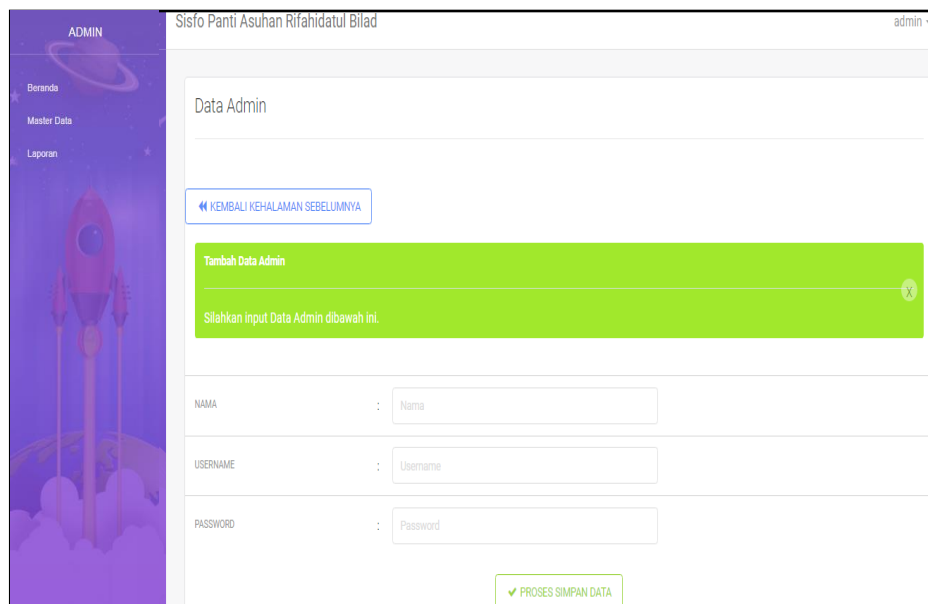 ADMIN
Beranda
Master Data
Laporan
Sisfo Panti Asuhan Rifahidatul Bilad
admin
Data Admin
KEMBALI KEHALAMAN SEBELUMNYA
Tambah Data Admin
X
Silahkan input Data Admin dibawah ini.
NAMA : Nama
USERNAME : Username
PASSWORD : Password
PROSES SIMPAN DATA